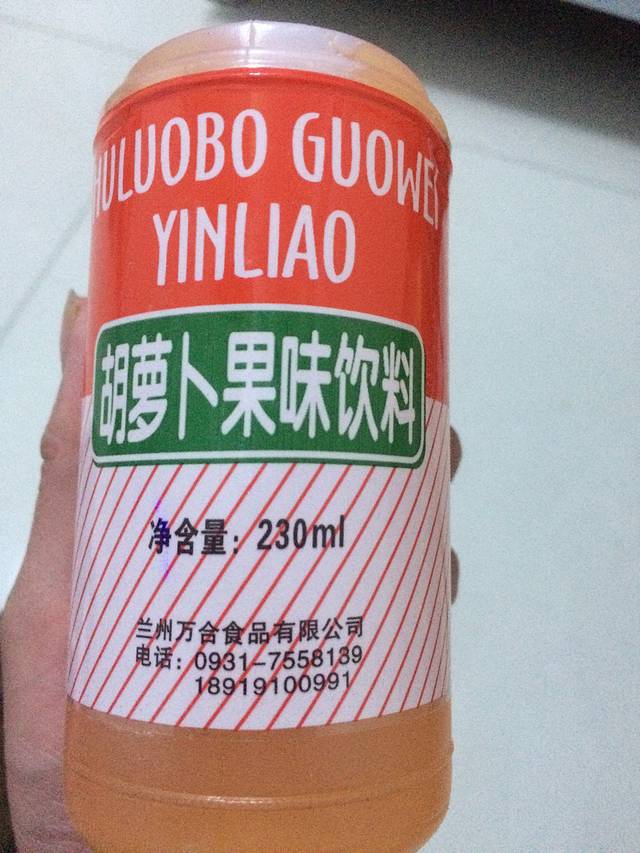 HULUOBO GUOWEI
YINLIAO
胡萝卜果味饮料
净含量：230ml
兰州万合食品有限公司
电话：0931-7558139
18919100991